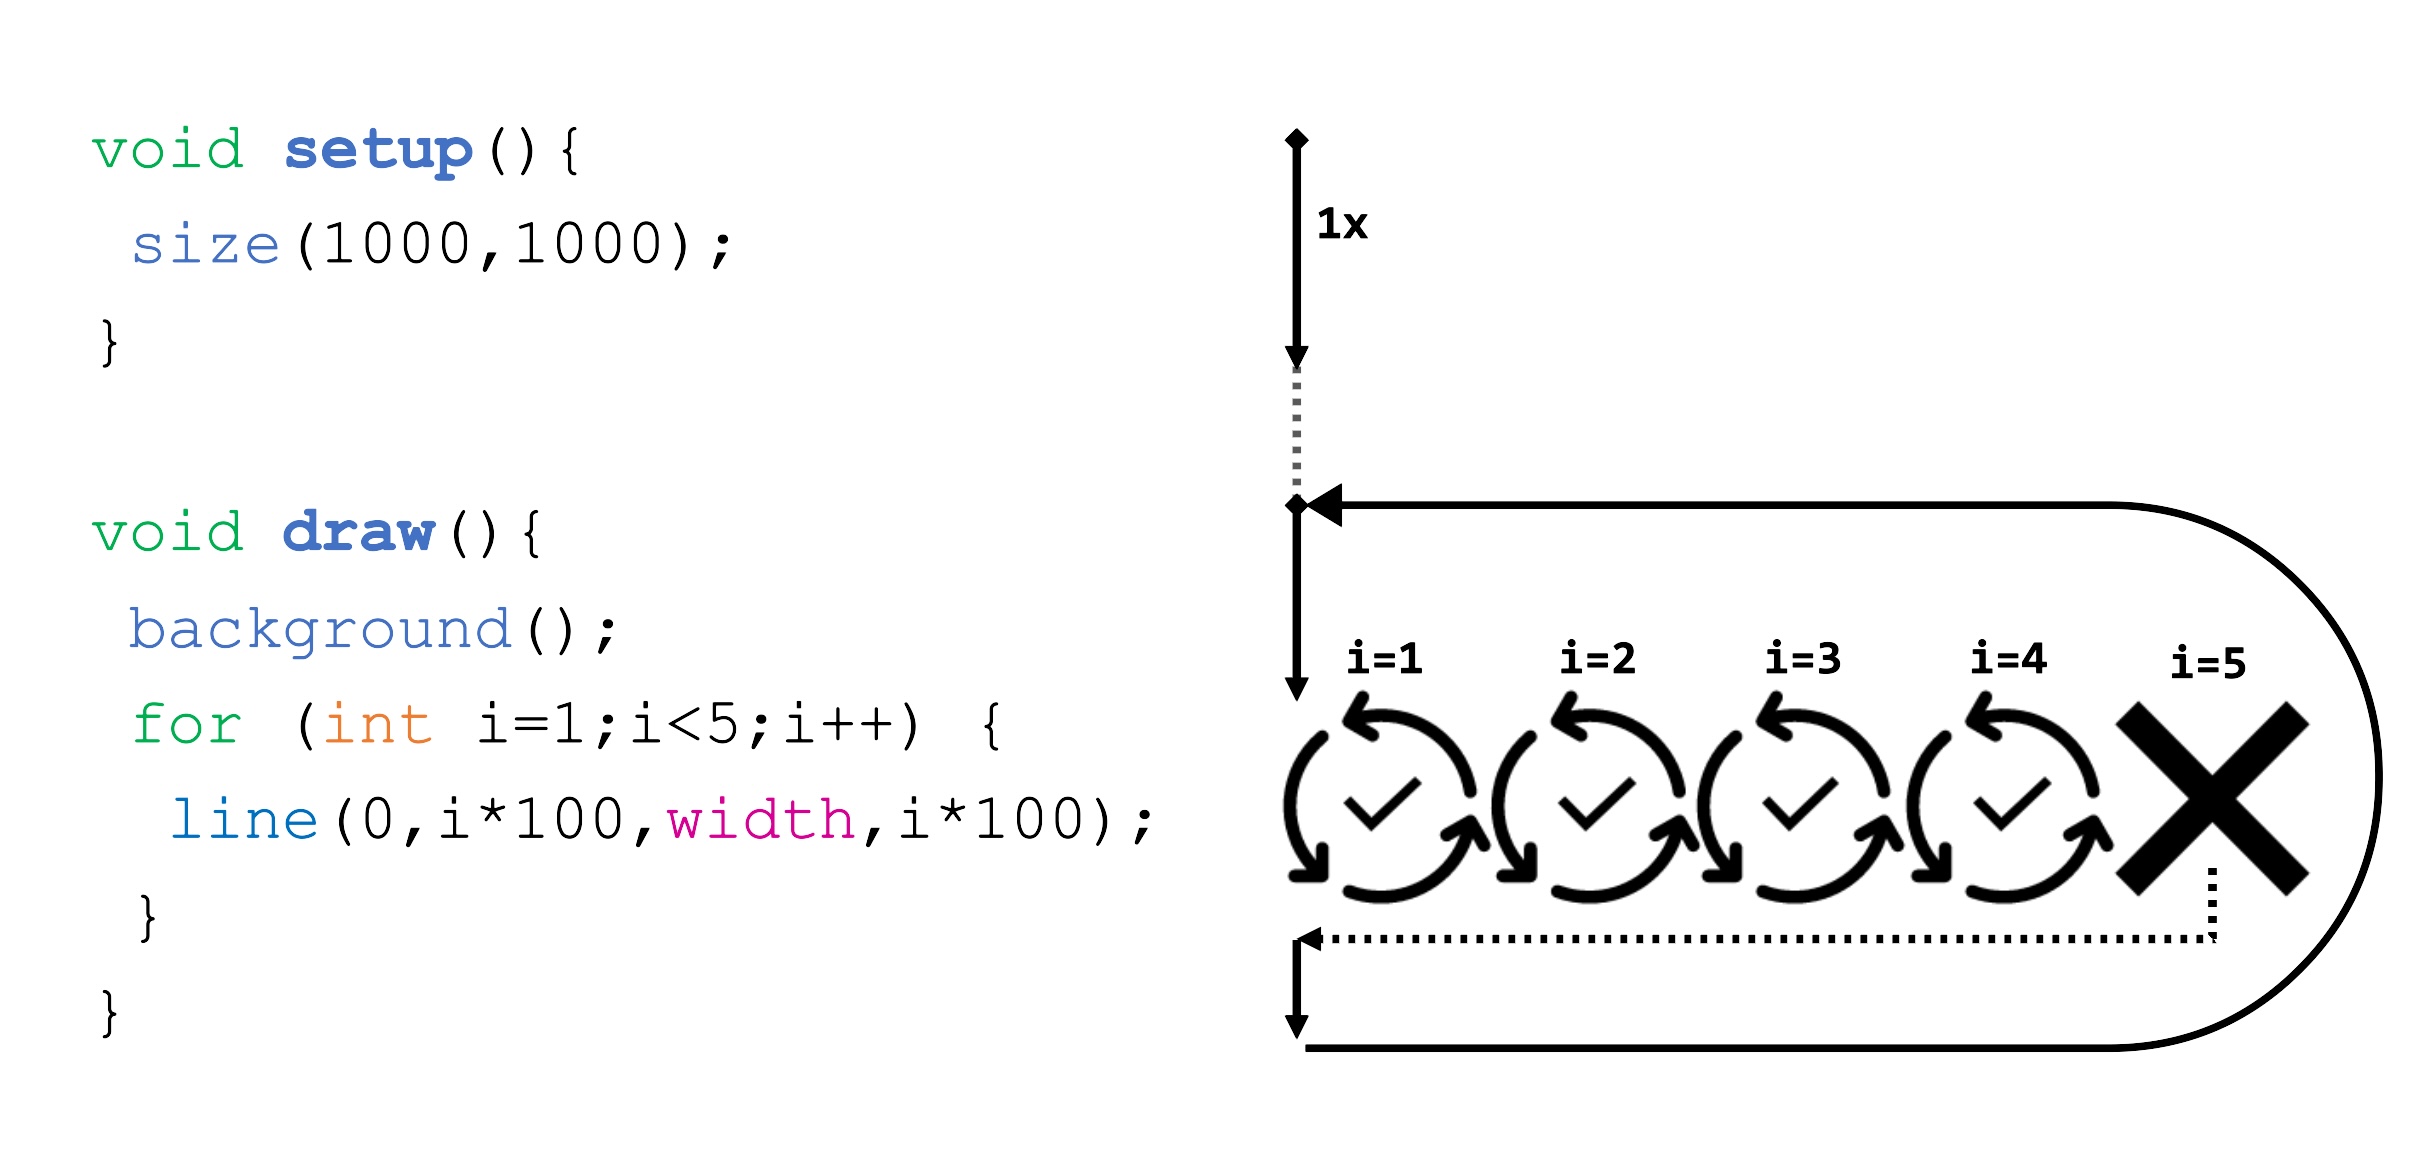 void setup(){
size(1000,1000);
}
void draw(){
background();
for (int i=1;i<5;i++) {
line(0,i*100,width,i*100);
}
}
1x
i=1 i=2 i=3 i=4 i=5